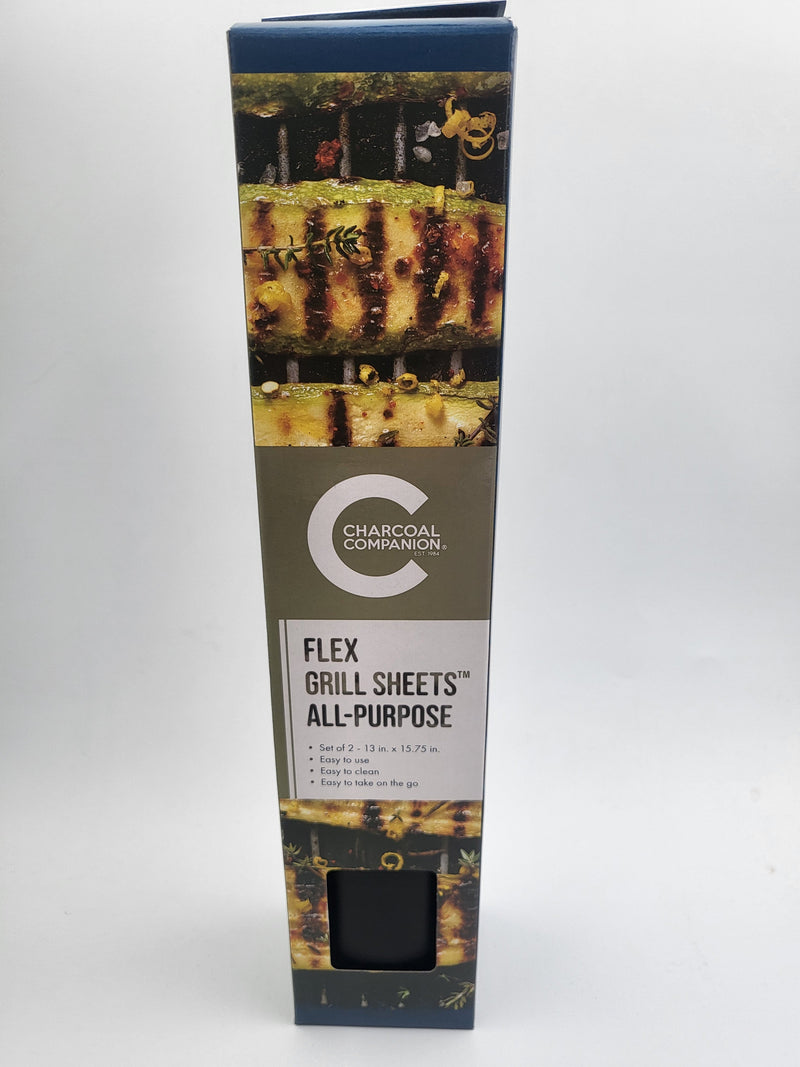 CHARCOAL
COMPANION®
EST. 1984
FLEX
GRILL SHEETS™
ALL-PURPOSE
• Set of 2 - 13 in. x 15.75 in.
• Easy to use
• Easy to clean
• Easy to take on the go